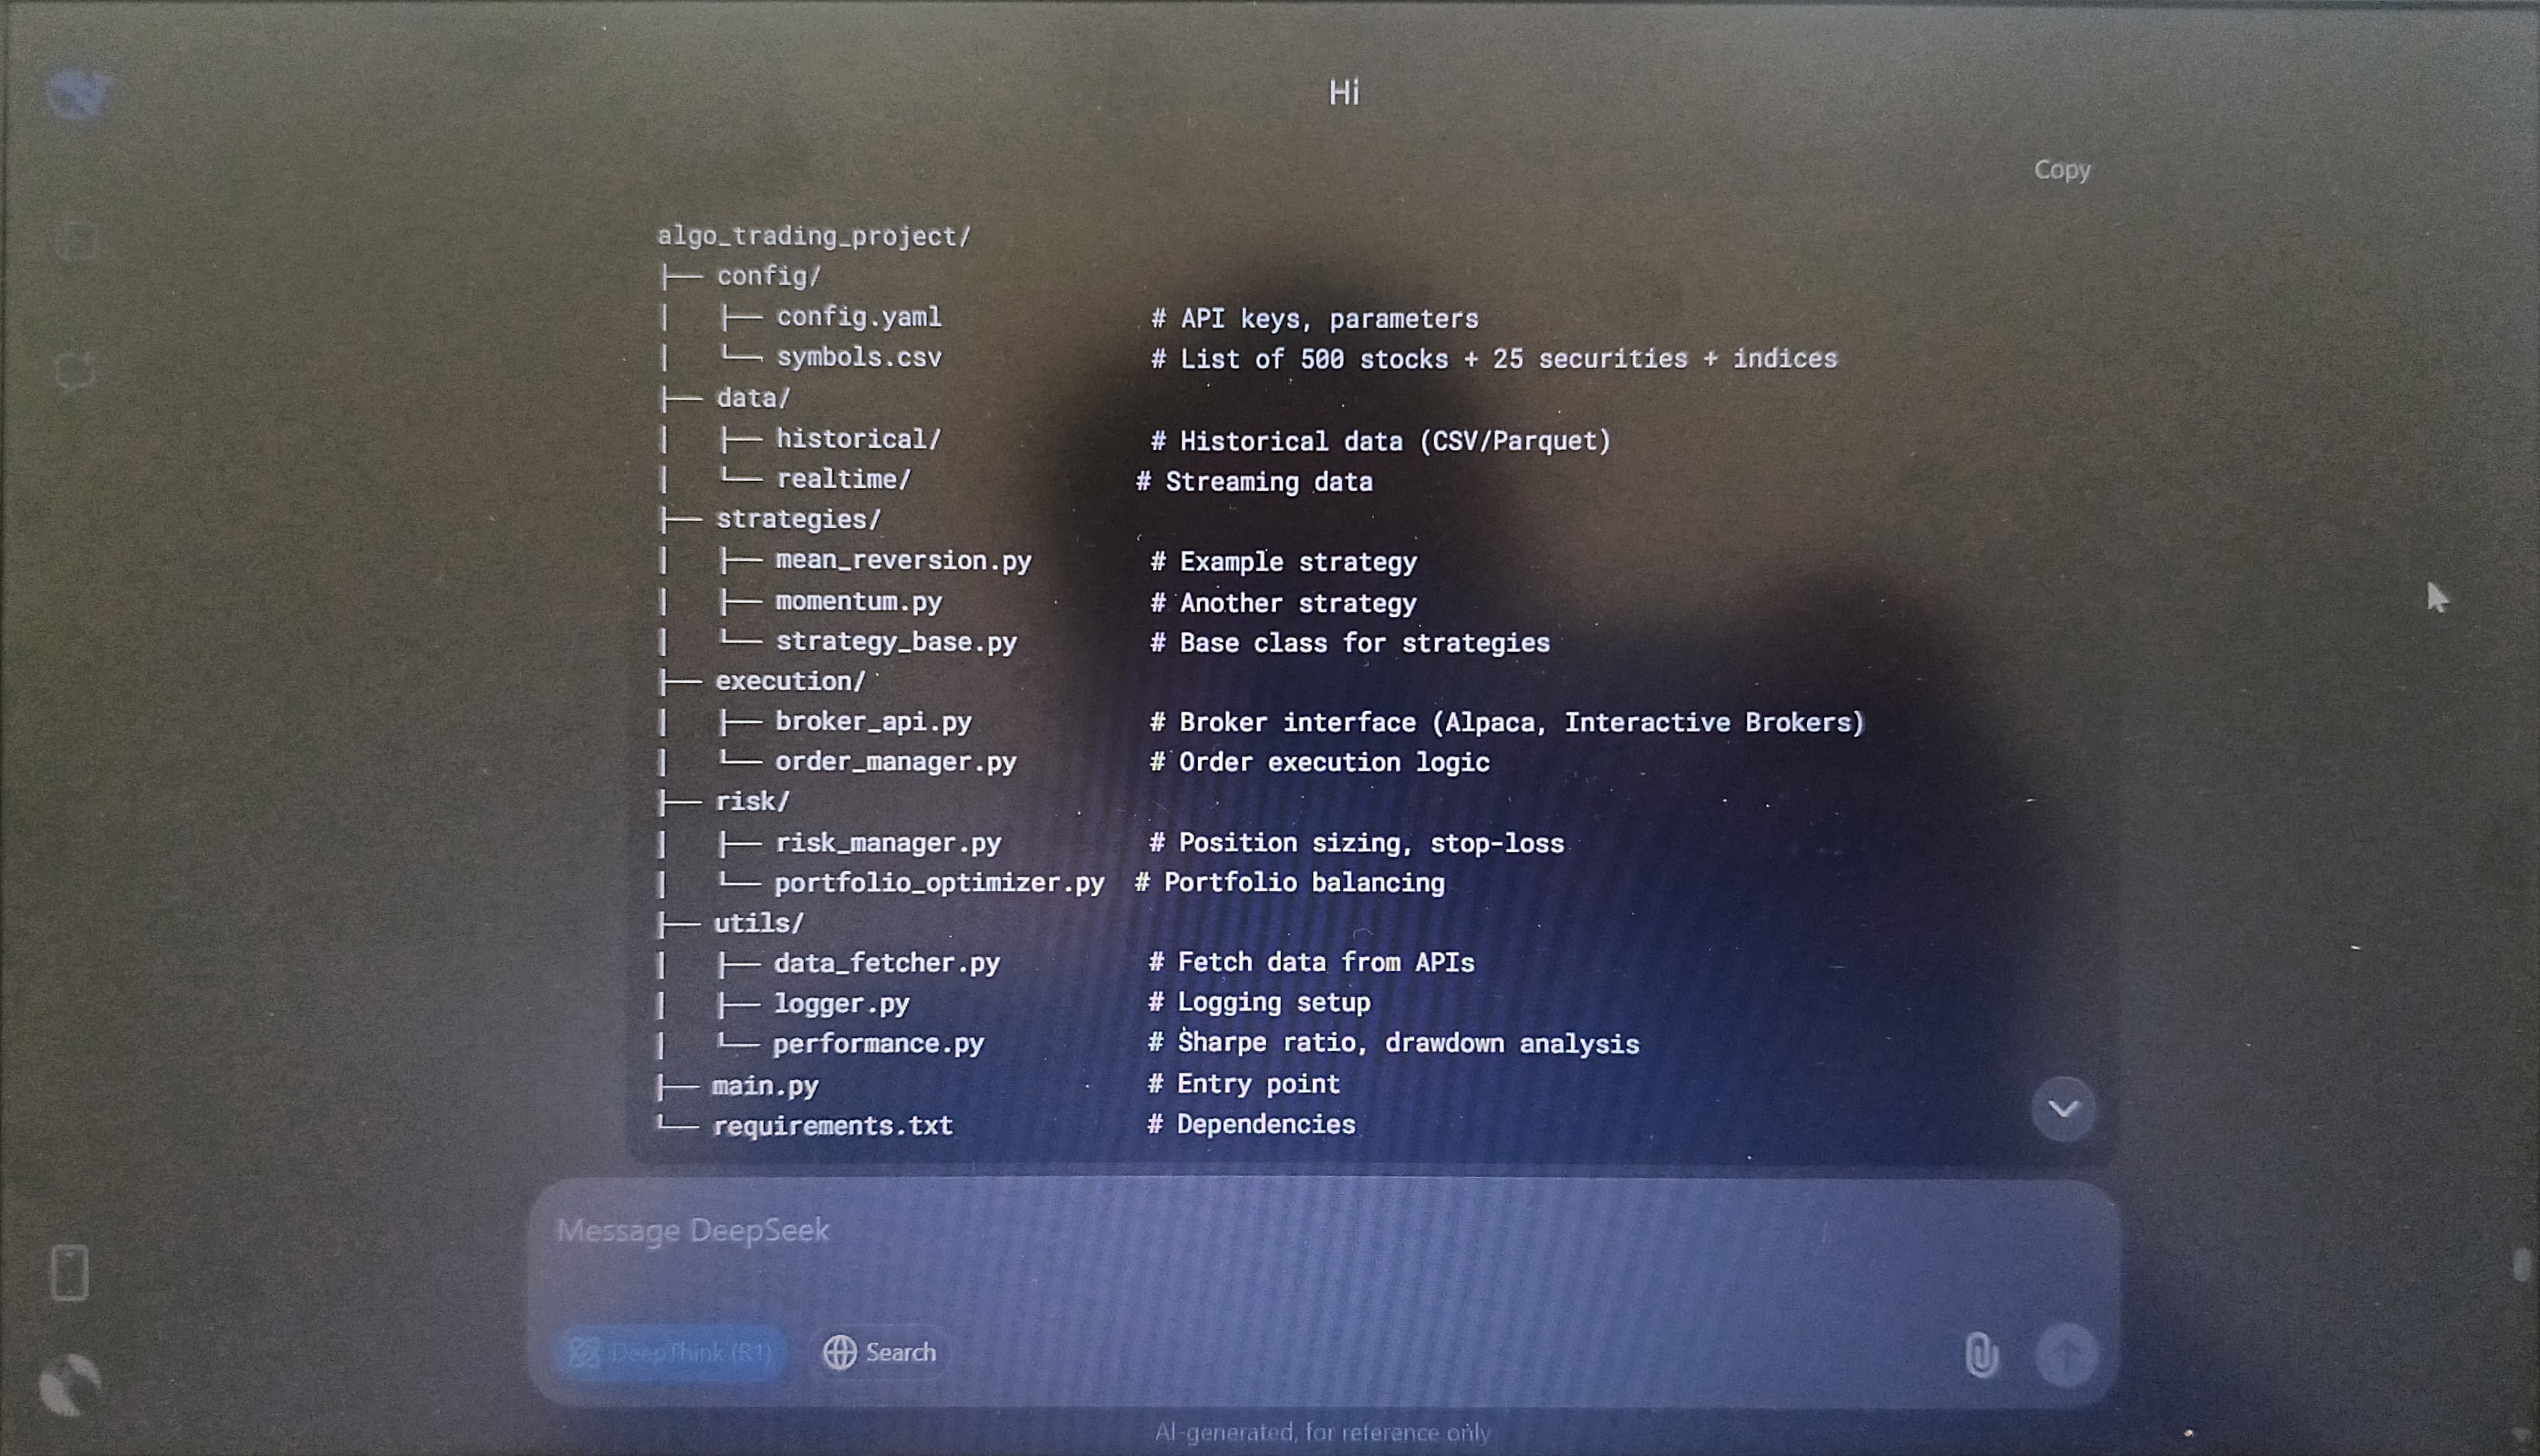 Hi
Copy
algo_trading_project/
├── config/
│   ├── config.yaml              # API keys, parameters
│   └── symbols.csv              # List of 500 stocks + 25 securities + indices
├── data/
│   ├── historical/              # Historical data (CSV/Parquet)
│   └── realtime/               # Streaming data
├── strategies/
│   ├── mean_reversion.py        # Example strategy
│   ├── momentum.py              # Another strategy
│   └── strategy_base.py         # Base class for strategies
├── execution/
│   ├── broker_api.py            # Broker interface (Alpaca, Interactive Brokers)
│   └── order_manager.py         # Order execution logic
├── risk/
│   ├── risk_manager.py          # Position sizing, stop-loss
│   └── portfolio_optimizer.py  # Portfolio balancing
├── utils/
│   ├── data_fetcher.py          # Fetch data from APIs
│   ├── logger.py                # Logging setup
│   └── performance.py           # Sharpe ratio, drawdown analysis
├── main.py                      # Entry point
└── requirements.txt             # Dependencies
Message DeepSeek
DeepThink (R1) Search
AI-generated, for reference only